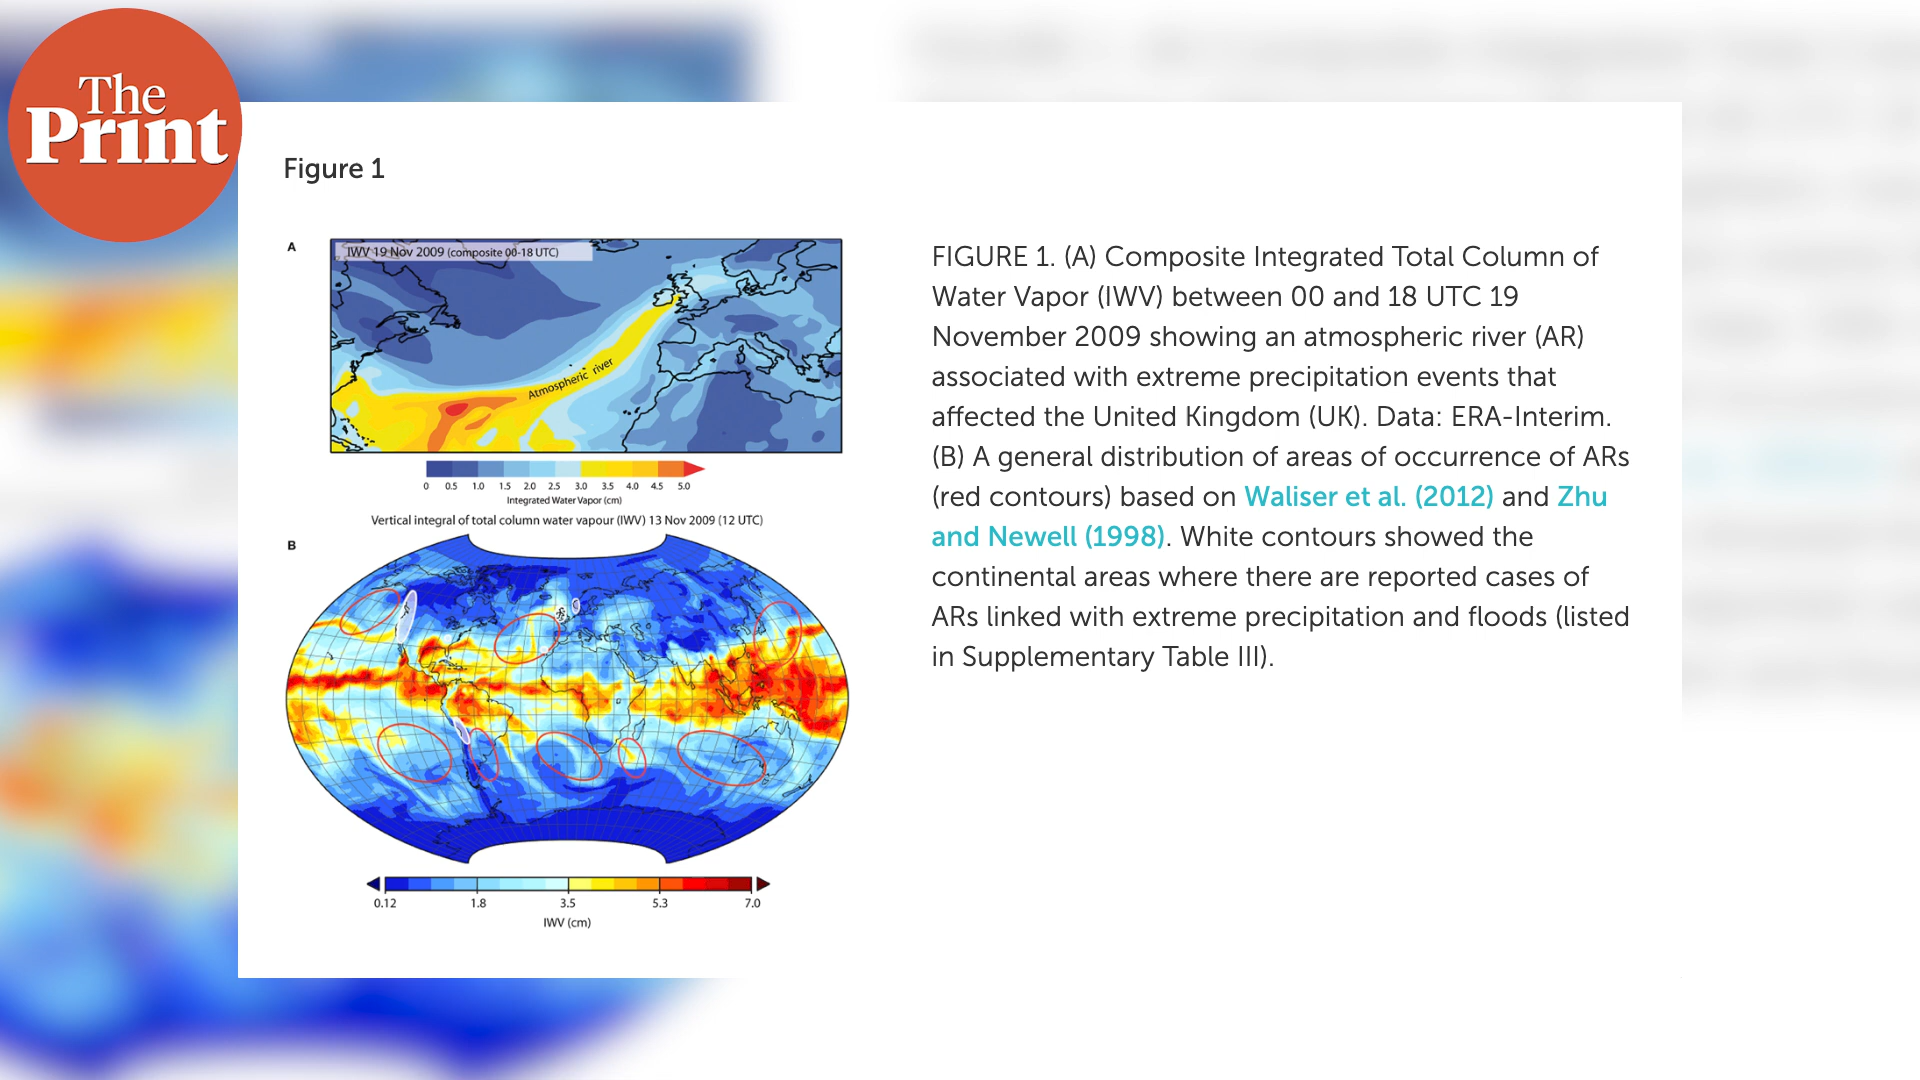 The
Print
Figure 1
A
IWV 19 Nov 2009 (composite 00-18 UTC)
Atmospheric river
0 0.5 1.0 1.5 2.0 2.5 3.0 3.5 4.0 4.5 5.0
Integrated Water Vapor (cm)
Vertical integral of total column water vapour (IWV) 13 Nov 2009 (12 UTC)
B
0.12 1.8 3.5 5.3 7.0
IWV (cm)
FIGURE 1. (A) Composite Integrated Total Column of
Water Vapor (IWV) between 00 and 18 UTC 19
November 2009 showing an atmospheric river (AR)
associated with extreme precipitation events that
affected the United Kingdom (UK). Data: ERA-Interim.
(B) A general distribution of areas of occurrence of ARs
(red contours) based on Waliser et al. (2012) and Zhu
and Newell (1998). White contours showed the
continental areas where there are reported cases of
ARs linked with extreme precipitation and floods (listed
in Supplementary Table III).